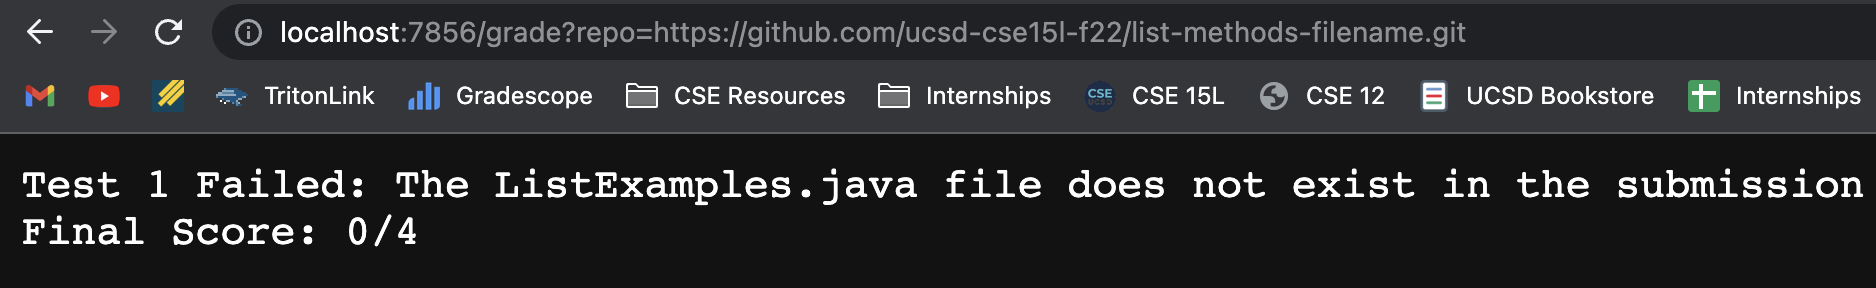 localhost:7856/grade?repo=https://github.com/ucsd-cse15l-f22/list-methods-filename.git
TritonLink Gradescope CSE Resources Internships CSE UCSD CSE 15L CSE 12 UCSD Bookstore Internships
Test 1 Failed: The ListExamples.java file does not exist in the submission
Final Score: 0/4